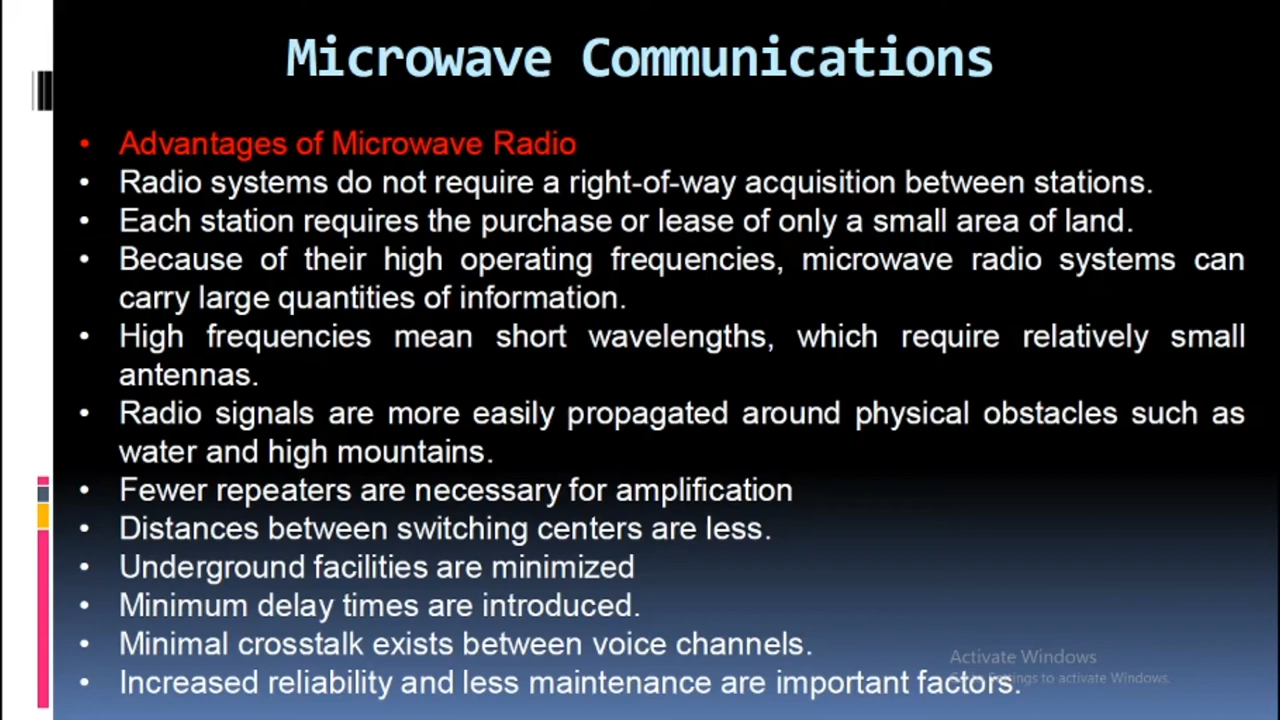 Microwave Communications
• Advantages of Microwave Radio
• Radio systems do not require a right-of-way acquisition between stations.
• Each station requires the purchase or lease of only a small area of land.
• Because of their high operating frequencies, microwave radio systems can
carry large quantities of information.
• High frequencies mean short wavelengths, which require relatively small
antennas.
• Radio signals are more easily propagated around physical obstacles such as
water and high mountains.
• Fewer repeaters are necessary for amplification
• Distances between switching centers are less.
• Underground facilities are minimized
• Minimum delay times are introduced.
• Minimal crosstalk exists between voice channels.
Activate Windows
• Increased reliability and less maintenance are important factors.
to activate Windows.